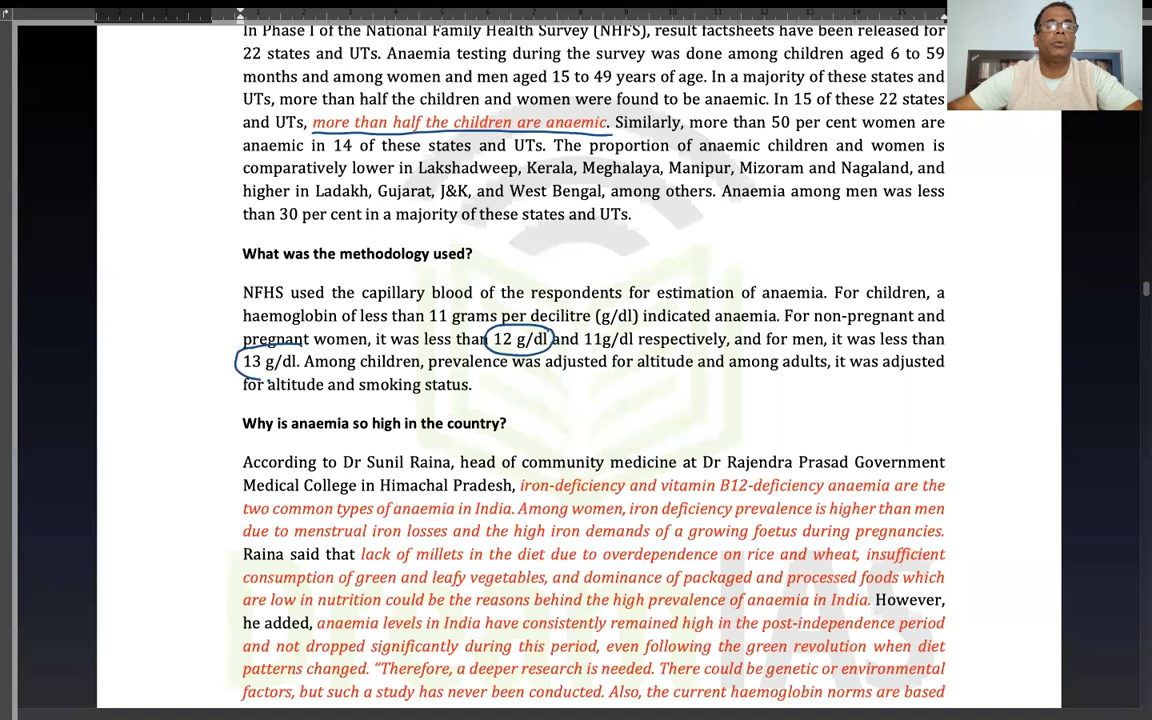 In Phase I of the National Family Health Survey (NHFS), result factsheets have been released for
22 states and UTs. Anaemia testing during the survey was done among children aged 6 to 59
months and among women and men aged 15 to 49 years of age. In a majority of these states and
UTs, more than half the children and women were found to be anaemic. In 15 of these 22 states
and UTs, more than half the children are anaemic. Similarly, more than 50 per cent women are
anaemic in 14 of these states and UTs. The proportion of anaemic children and women is
comparatively lower in Lakshadweep, Kerala, Meghalaya, Manipur, Mizoram and Nagaland, and
higher in Ladakh, Gujarat, J&K, and West Bengal, among others. Anaemia among men was less
than 30 per cent in a majority of these states and UTs.
What was the methodology used?
NFHS used the capillary blood of the respondents for estimation of anaemia. For children, a
haemoglobin of less than 11 grams per decilitre (g/dl) indicated anaemia. For non-pregnant and
pregnant women, it was less than 12 g/dl and 11g/dl respectively, and for men, it was less than
13 g/dl. Among children, prevalence was adjusted for altitude and among adults, it was adjusted
for altitude and smoking status.
Why is anaemia so high in the country?
According to Dr Sunil Raina, head of community medicine at Dr Rajendra Prasad Government
Medical College in Himachal Pradesh, iron-deficiency and vitamin B12-deficiency anaemia are the
two common types of anaemia in India. Among women, iron deficiency prevalence is higher than men
due to menstrual iron losses and the high iron demands of a growing foetus during pregnancies.
Raina said that lack of millets in the diet due to overdependence on rice and wheat, insufficient
consumption of green and leafy vegetables, and dominance of packaged and processed foods which
are low in nutrition could be the reasons behind the high prevalence of anaemia in India. However,
he added, anaemia levels in India have consistently remained high in the post-independence period
and not dropped significantly during this period, even following the green revolution when diet
patterns changed. “Therefore, a deeper research is needed. There could be genetic or environmental
factors, but such a study has never been conducted. Also, the current haemoglobin norms are based